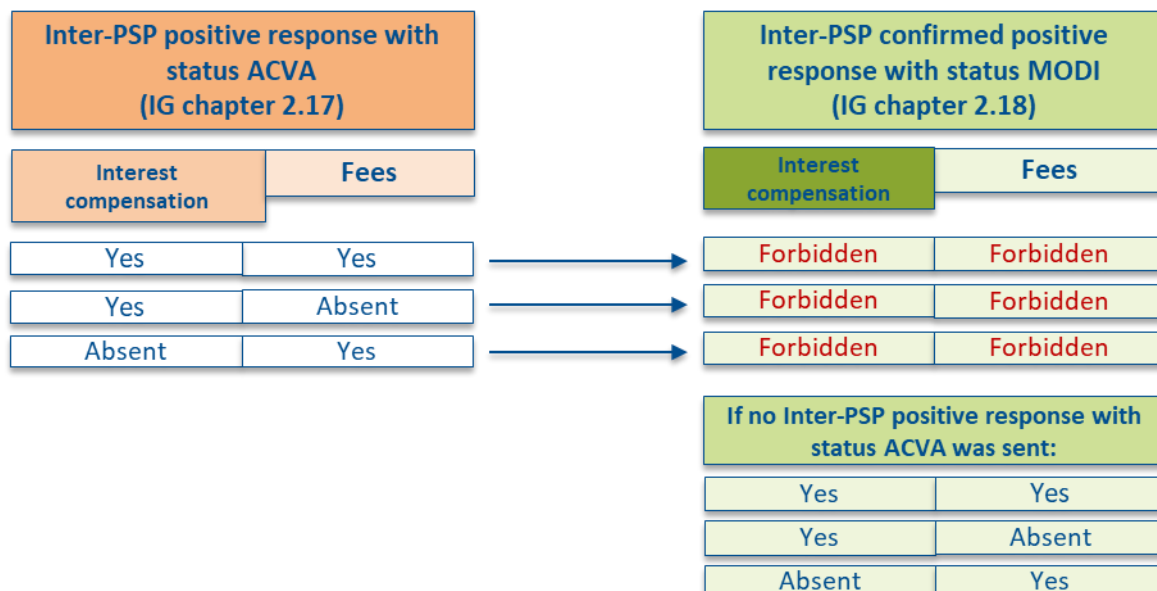 Inter-PSP positive response with
status ACVA
(IG chapter 2.17)
Inter-PSP confirmed positive
response with status MODI
(IG chapter 2.18)
Interest
compensation
Fees
Interest
compensation
Fees
Yes Yes Forbidden Forbidden
Yes Absent Forbidden Forbidden
Absent Yes Forbidden Forbidden
If no Inter-PSP positive response with
status ACVA was sent:
Yes Yes
Yes Absent
Absent Yes